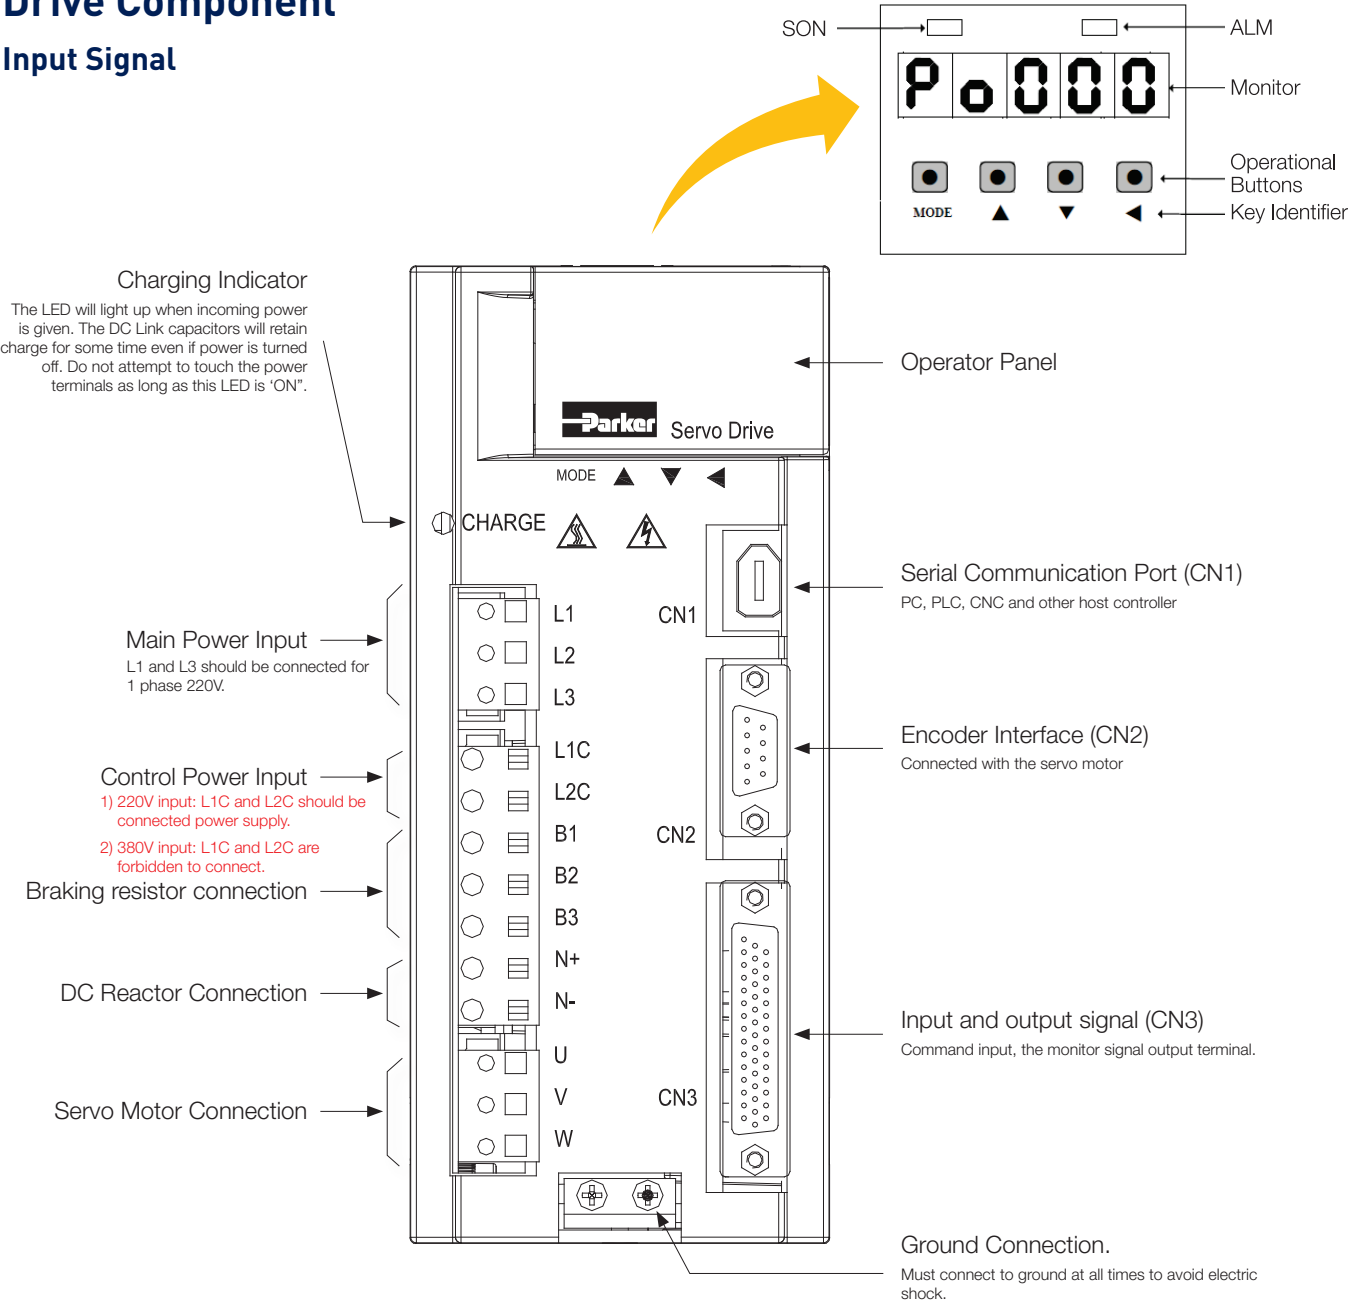 Drive Component
Input Signal
SON
ALM
Po000
Monitor
Operational
Buttons
MODE ▲ ▼ ◀
Key Identifier
Charging Indicator
The LED will light up when incoming power
is given. The DC Link capacitors will retain
charge for some time even if power is turned
off. Do not attempt to touch the power
terminals as long as this LED is ‘ON”.
Operator Panel
Parker Servo Drive
MODE ▲ ▼ ◀
CHARGE
Serial Communication Port (CN1)
PC, PLC, CNC and other host controller
CN1
Main Power Input
L1 and L3 should be connected for
1 phase 220V.
L1
L2
L3
Encoder Interface (CN2)
Connected with the servo motor
CN2
Control Power Input
1) 220V input: L1C and L2C should be
connected power supply.
2) 380V input: L1C and L2C are
forbidden to connect.
L1C
L2C
Braking resistor connection
B1
B2
B3
DC Reactor Connection
N+
N-
Input and output signal (CN3)
Command input, the monitor signal output terminal.
CN3
Servo Motor Connection
U
V
W
Ground Connection.
Must connect to ground at all times to avoid electric
shock.